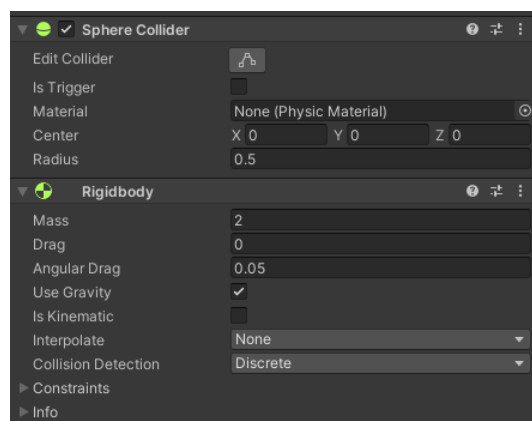 Sphere Collider
Edit Collider
Is Trigger
Material None (Physic Material)
Center X 0 Y 0 Z 0
Radius 0.5
Rigidbody
Mass 2
Drag 0
Angular Drag 0.05
Use Gravity
Is Kinematic
Interpolate None
Collision Detection Discrete
Constraints
Info